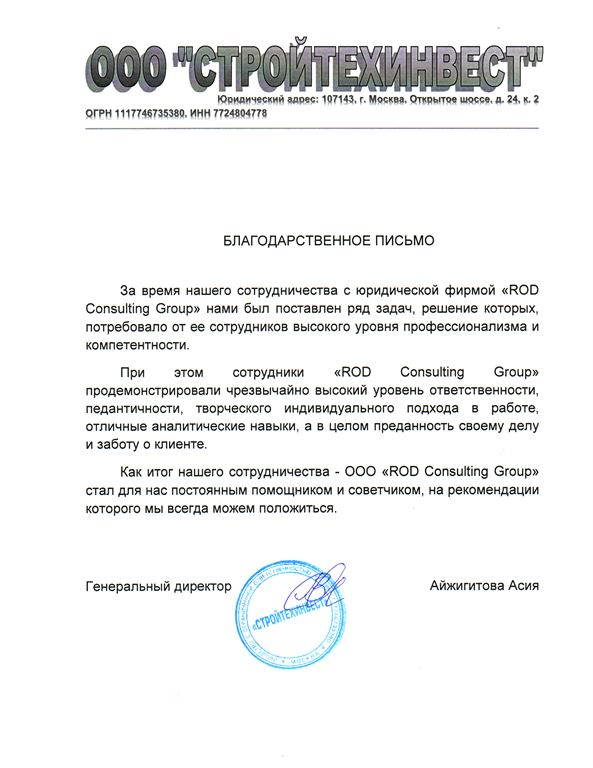 ООО "СТРОЙТЕХИНВЕСТ"
Юридический адрес: 107143, г. Москва, Открытое шоссе, д. 24, к. 2
ОГРН 1117746735380, ИНН 7724804778
БЛАГОДАРСТВЕННОЕ ПИСЬМО
За время нашего сотрудничества с юридической фирмой «ROD
Consulting Group» нами был поставлен ряд задач, решение которых,
потребовало от ее сотрудников высокого уровня профессионализма и
компетентности.
При этом сотрудники «ROD Consulting Group»
продемонстрировали чрезвычайно высокий уровень ответственности,
педантичности, творческого индивидуального подхода в работе,
отличные аналитические навыки, а в целом преданность своему делу
и заботу о клиенте.
Как итог нашего сотрудничества - ООО «ROD Consulting Group»
стал для нас постоянным помощником и советчиком, на рекомендации
которого мы всегда можем положиться.
Генеральный директор Айжигитова Асия
«СТРОЙТЕХИНВЕСТ»
МОСКВА